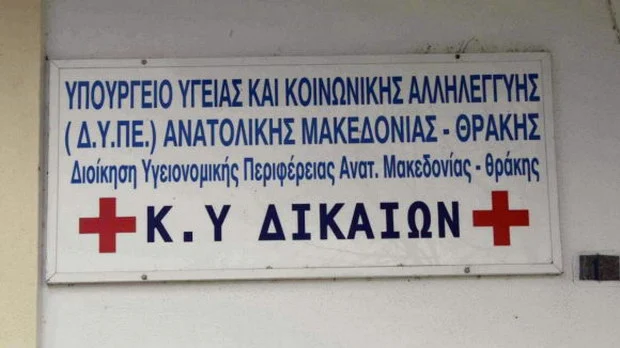 ΥΠΟΥΡΓΕΙΟ ΥΓΕΙΑΣ ΚΑΙ ΚΟΙΝΩΝΙΚΗΣ ΑΛΛΗΛΕΓΓΥΗΣ
(Δ.Υ.ΠΕ.) ΑΝΑΤΟΛΙΚΗΣ ΜΑΚΕΔΟΝΙΑΣ - ΘΡΑΚΗΣ
Διοίκηση Υγειονομικής Περιφέρειας Ανατ. Μακεδονίας - θράκης
Κ.Υ ΔΙΚΑΙΩΝ